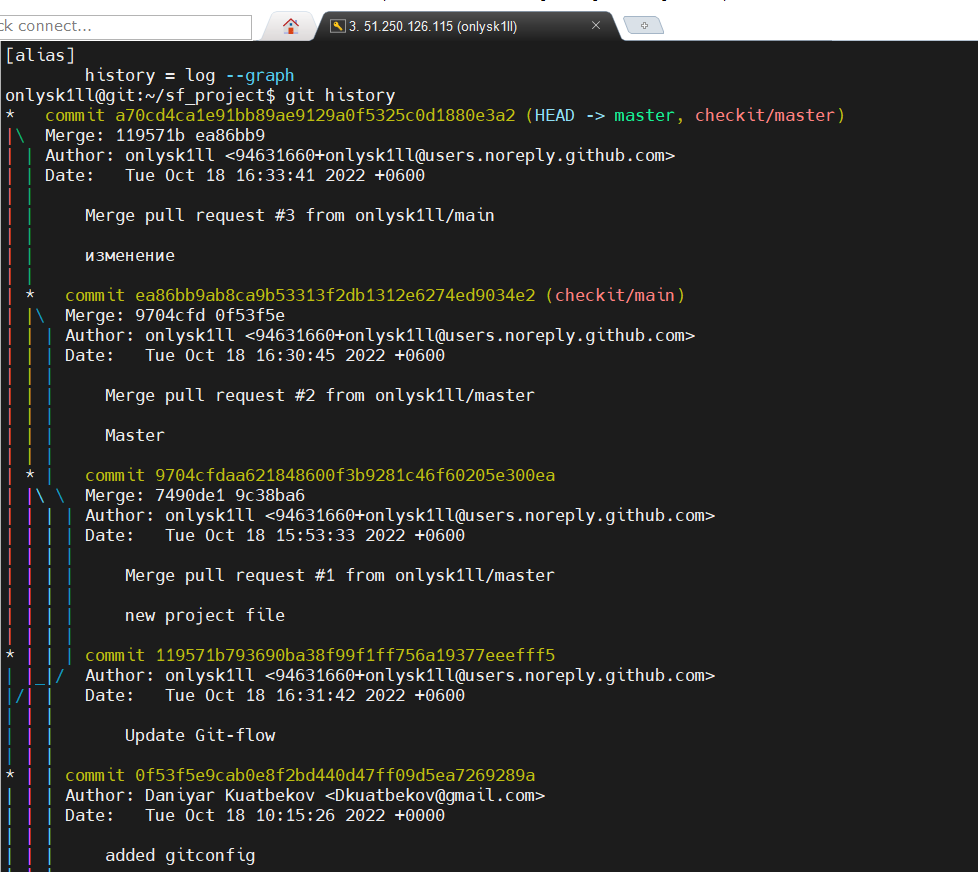 ck connect...
3. 51.250.126.115 (onlysk1ll)
[alias]
history = log --graph
onlysk1ll@git:~/sf_project$ git history
* commit a70cd4ca1e91bb89ae9129a0f5325c0d1880e3a2 (HEAD -> master, checkit/master)
|\ Merge: 119571b ea86bb9
| | Author: onlysk1ll <94631660+onlysk1ll@users.noreply.github.com>
| | Date: Tue Oct 18 16:33:41 2022 +0600
| |
| | Merge pull request #3 from onlysk1ll/main
| |
| | изменение
| |
| * commit ea86bb9ab8ca9b53313f2db1312e6274ed9034e2 (checkit/main)
| |\ Merge: 9704cfd 0f53f5e
| | | Author: onlysk1ll <94631660+onlysk1ll@users.noreply.github.com>
| | | Date: Tue Oct 18 16:30:45 2022 +0600
| | |
| | | Merge pull request #2 from onlysk1ll/master
| | |
| | | Master
| | |
| * | commit 9704cfdaa621848600f3b9281c46f60205e300ea
| |\ \ Merge: 7490de1 9c38ba6
| | | | Author: onlysk1ll <94631660+onlysk1ll@users.noreply.github.com>
| | | | Date: Tue Oct 18 15:53:33 2022 +0600
| | | |
| | | | Merge pull request #1 from onlysk1ll/master
| | | |
| | | | new project file
| | | |
* | | | commit 119571b793690ba38f99f1ff756a19377eeefff5
| |_|/ Author: onlysk1ll <94631660+onlysk1ll@users.noreply.github.com>
|/| | Date: Tue Oct 18 16:31:42 2022 +0600
| | |
| | | Update Git-flow
| | |
* | | commit 0f53f5e9cab0e8f2bd440d47ff09d5ea7269289a
| | | Author: Daniyar Kuatbekov <Dkuatbekov@gmail.com>
| | | Date: Tue Oct 18 10:15:26 2022 +0000
| | |
| | | added gitconfig